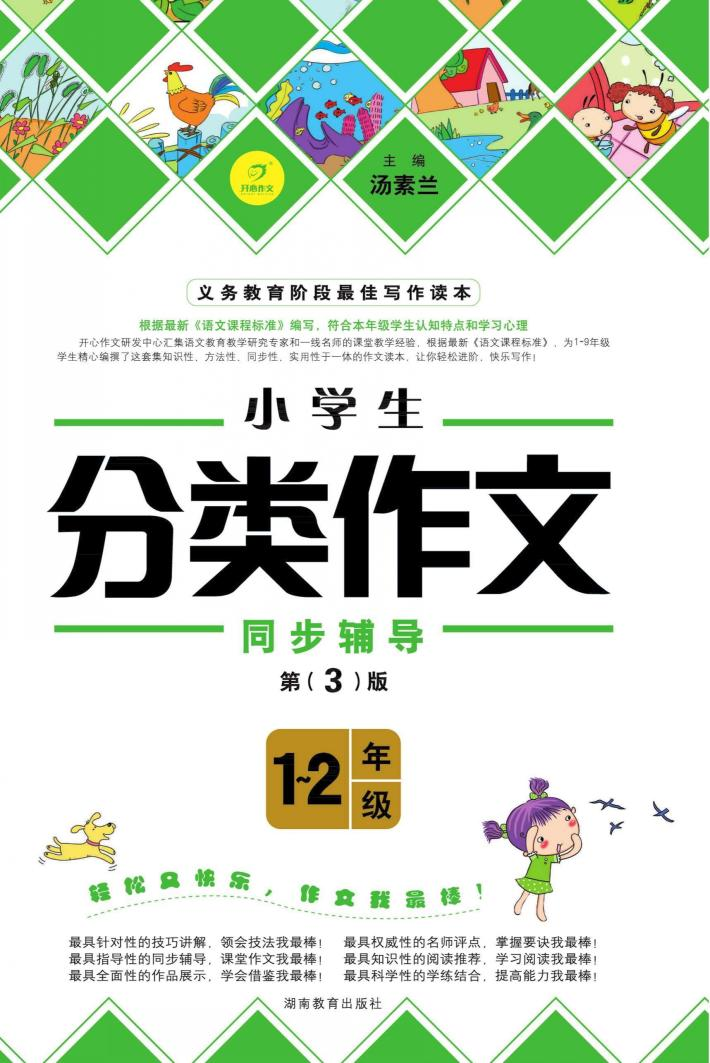 主 编
汤素兰
开心作文
义务教育阶段最佳写作读本
根据最新《语文课程标准》编写，符合本年级学生认知特点和学习心理
开心作文研发中心汇集语文教育教学研究专家和一线名师的课堂教学经验，根据最新《语文课程标准》，为1-9年级
学生精心编撰了这套集知识性、方法性、同步性、实用性于一体的作文读本，让你轻松进阶，快乐写作！
小学生
分类作文
同步辅导
第（3）版
1~2年级
轻松又快乐，作文我最棒！
最具针对性的技巧讲解，领会技法我最棒！ 最具权威性的名师评点，掌握要诀我最棒！
最具指导性的同步辅导，课堂作文我最棒！ 最具知识性的阅读推荐，学习阅读我最棒！
最具全面性的作品展示，学会借鉴我最棒！ 最具科学性的学练结合，提高能力我最棒！
湖南教育出版社